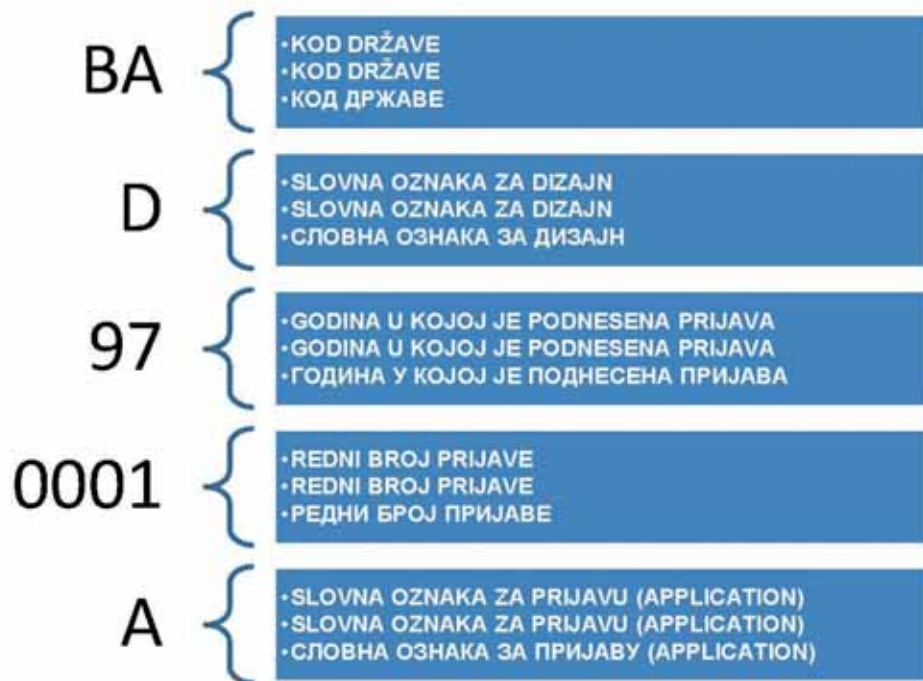 BA
•KOD DRŽAVE
•KOD DRŽAVE
•КОД ДРЖАВЕ
D
•SLOVNA OZNAKA ZA DIZAJN
•SLOVNA OZNAKA ZA DIZAJN
•СЛОВНА ОЗНАКА ЗА ДИЗАЈН
97
•GODINA U KOJOJ JE PODNESENA PRIJAVA
•GODINA U KOJOJ JE PODNESENA PRIJAVA
•ГОДИНА У КОЈОЈ ЈЕ ПОДНЕСЕНА ПРИЈАВА
0001
•REDNI BROJ PRIJAVE
•REDNI BROJ PRIJAVE
•РЕДНИ БРОЈ ПРИЈАВЕ
A
•SLOVNA OZNAKA ZA PRIJAVU (APPLICATION)
•SLOVNA OZNAKA ZA PRIJAVU (APPLICATION)
•СЛОВНА ОЗНАКА ЗА ПРИЈАВУ (APPLICATION)